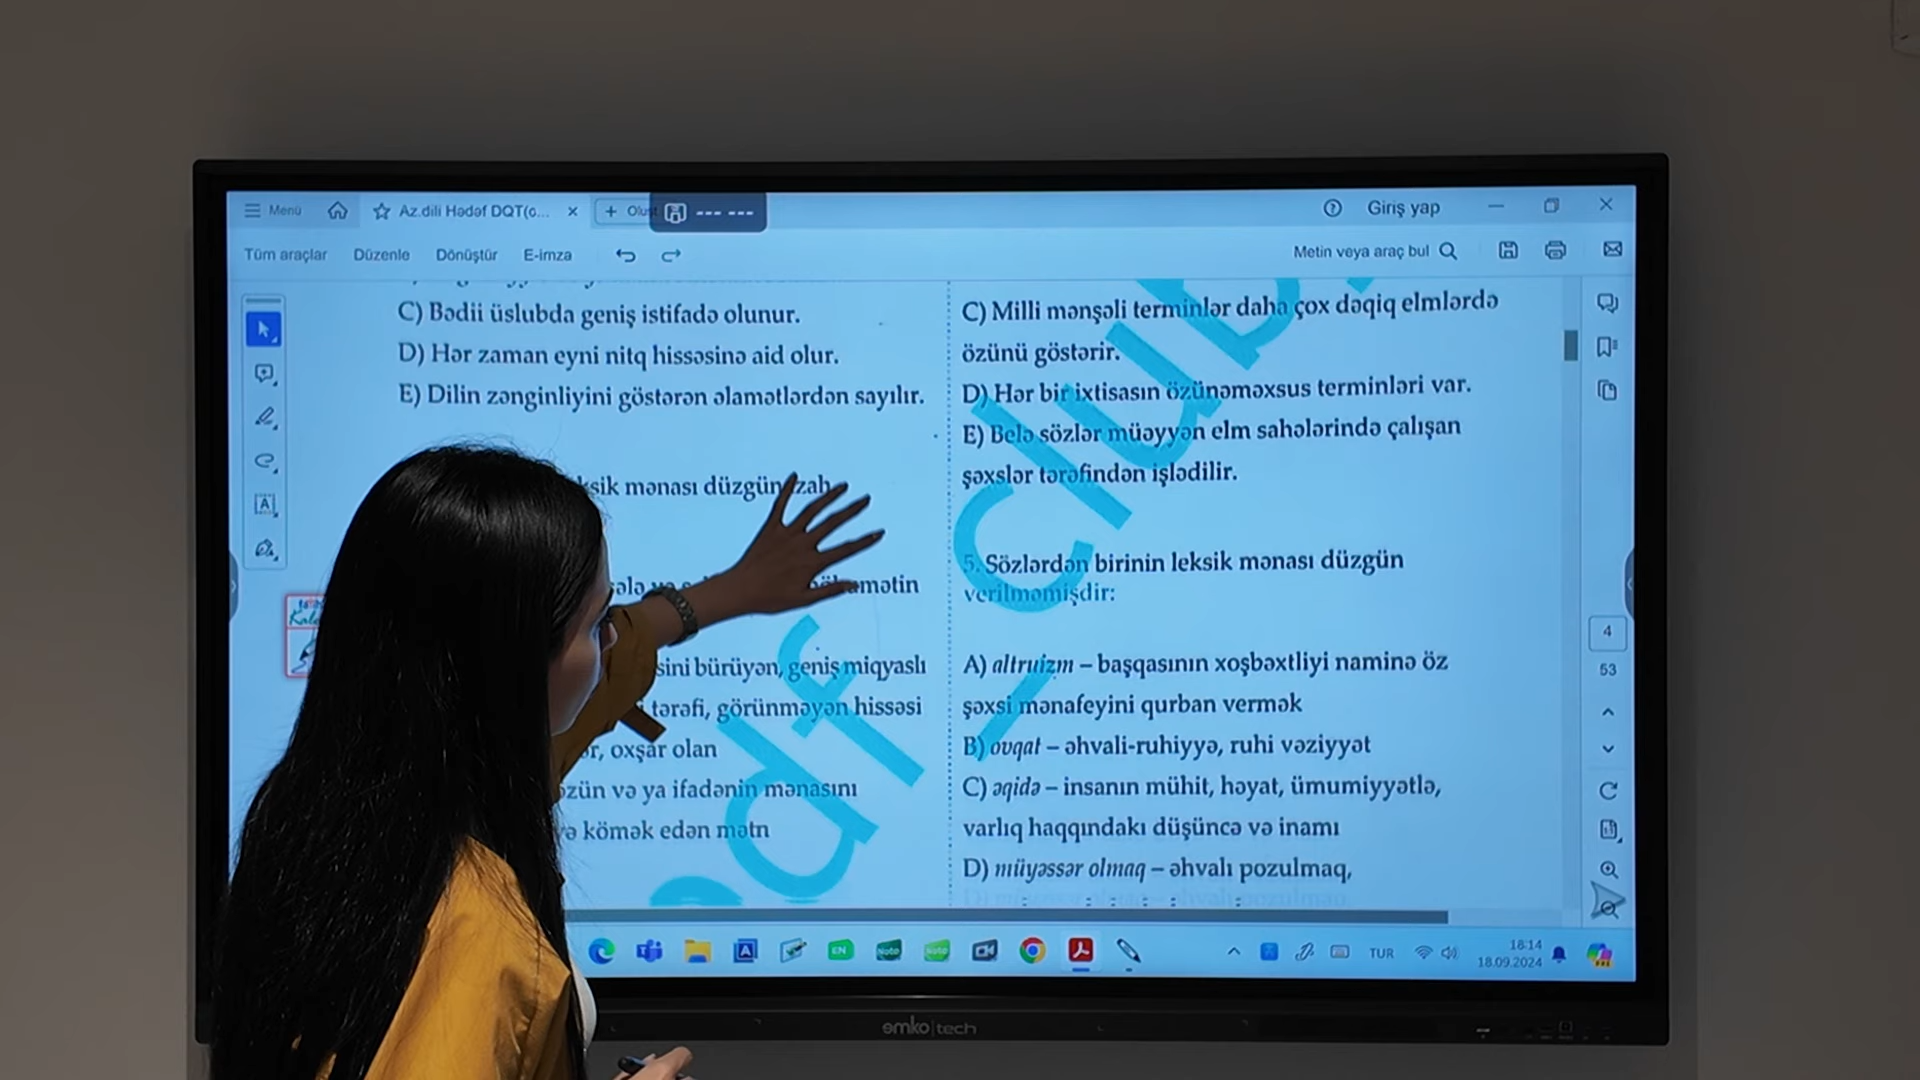 Menü
Az.dili Hədəf DQT(o...
Giriş yap
Tüm araçlar
Düzenle
Dönüştür
E-imza
Metin veya araç bul
C) Bədii üslubda geniş istifadə olunur.
D) Hər zaman eyni nitq hissəsinə aid olur.
E) Dilin zənginliyini göstərən əlamətlərdən sayılır.
mənası düzgün
sini bürüyən, geniş miqyaslı
tərəfi, görünməyən hissəsi
oxşar olan
və ya ifadənin mənasını
kömək edən mətn
C) Milli mənşəli terminlər daha çox dəqiq elmlərdə
özünü göstərir.
D) Hər bir ixtisasın özünəməxsus terminləri var.
E) Belə sözlər müəyyən elm sahələrində çalışan
şəxslər tərəfindən işlədilir.
5. Sözlərdən birinin leksik mənası düzgün
verilməmişdir:
A) altruizm – başqasının xoşbəxtliyi naminə öz
şəxsi mənafeyini qurban vermək
B) ovqat – əhvali-ruhiyyə, ruhi vəziyyət
C) əqidə – insanın mühit, həyat, ümumiyyətlə,
varlıq haqqındakı düşüncə və inamı
D) müyəssər olmaq – əhvalı pozulmaq,
pdf_club.
4
53
TUR
18:14
18.09.2024
emko|tech